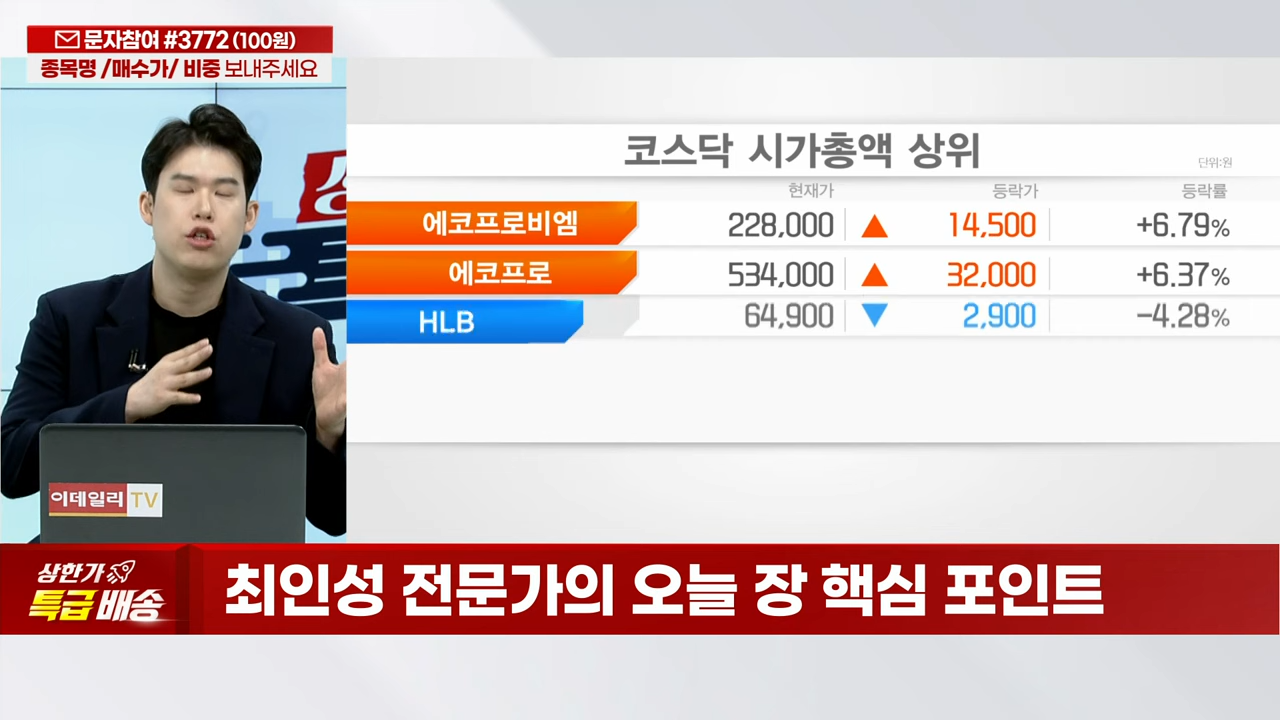 문자참여 #3772 (100원)
종목명 /매수가/ 비중 보내주세요
상
코스닥 시가총액 상위
단위:원
현재가 등락가 등락률
에코프로비엠 228,000 ▲ 14,500 +6.79%
에코프로 534,000 ▲ 32,000 +6.37%
HLB 64,900 ▼ 2,900 -4.28%
이데일리 TV
상한가
특급 배송
최인성 전문가의 오늘 장 핵심 포인트